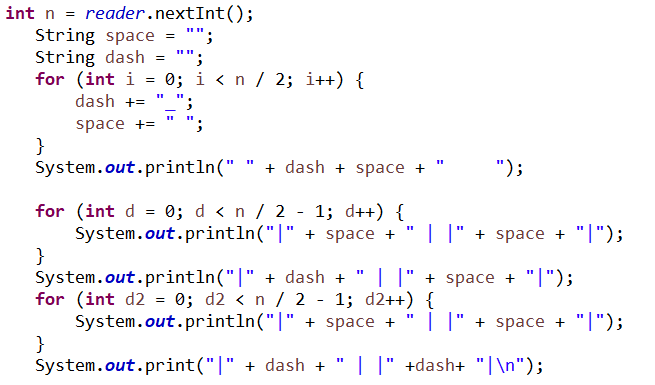 int n = reader.nextInt();
String space = "";
String dash = "";
for (int i = 0; i < n / 2; i++) {
dash += "_";
space += " ";
}
System.out.println(" " + dash + space + "     ");
for (int d = 0; d < n / 2 - 1; d++) {
System.out.println("|" + space + " | |" + space + "|");
}
System.out.println("|" + dash + " | |" + space + "|");
for (int d2 = 0; d2 < n / 2 - 1; d2++) {
System.out.println("|" + space + " | |" + space + "|");
}
System.out.print("|" + dash + " | |" +dash+ "|\n");